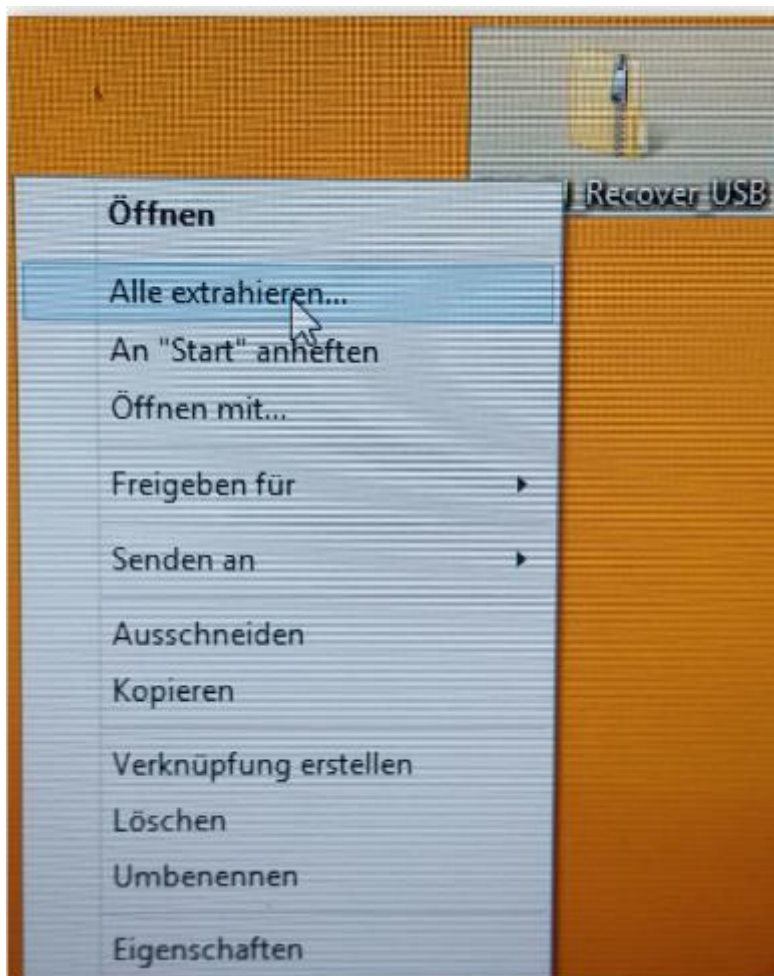 Recover_USB
Öffnen
Alle extrahieren...
An "Start" anheften
Öffnen mit...
Freigeben für
Senden an
Ausschneiden
Kopieren
Verknüpfung erstellen
Löschen
Umbenennen
Eigenschaften